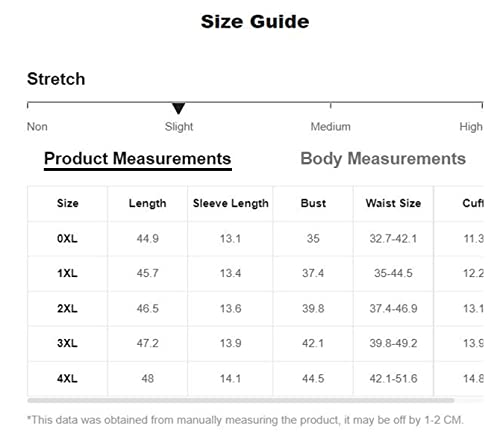 Size Guide
Stretch
Non Slight Medium High
Product Measurements Body Measurements
Size Length Sleeve Length Bust Waist Size Cuff
0XL 44.9 13.1 35 32.7-42.1 11.3
1XL 45.7 13.4 37.4 35-44.5 12.2
2XL 46.5 13.6 39.8 37.4-46.9 13.1
3XL 47.2 13.9 42.1 39.8-49.2 13.9
4XL 48 14.1 44.5 42.1-51.6 14.8
*This data was obtained from manually measuring the product, it may be off by 1-2 CM.